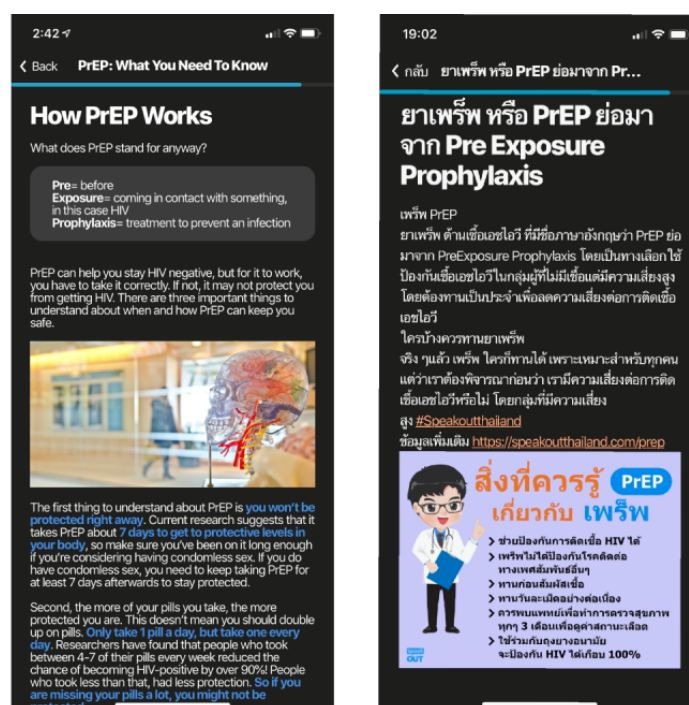 2:42
Back PrEP: What You Need To Know
How PrEP Works
What does PrEP stand for anyway?
Pre= before
Exposure= coming in contact with something,
in this case HIV
Prophylaxis= treatment to prevent an infection
PrEP can help you stay HIV negative, but for it to work,
you have to take it correctly. If not, it may not protect you
from getting HIV. There are three important things to
understand about when and how PrEP can keep you
safe.
The first thing to understand about PrEP is you won't be
protected right away. Current research suggests that it
takes PrEP about 7 days to get to protective levels in
your body, so make sure you've been on it long enough
if you're considering having condomless sex. If you do
have condomless sex, you need to keep taking PrEP for
at least 7 days afterwards to stay protected.
Second, the more of your pills you take, the more
protected you are. This doesn't mean you should double
up on pills. Only take 1 pill a day, but take one every
day. Researchers have found that people who took
between 4-7 of their pills every week reduced the
chance of becoming HIV-positive by over 90%! People
who took less than that, had less protection. So if you
are missing your pills a lot, you might not be
19:02
กลับ ยาเพร็พ หรือ PrEP ย่อมาจาก Pr...
ยาเพร็พ หรือ PrEP ย่อมา
จาก Pre Exposure
Prophylaxis
เพร็พ PrEP
ยาเพร็พ ต้านเชื้อเอชไอวี ที่มีชื่อภาษาอังกฤษว่า PrEP ย่อ
มาจาก PreExposure Prophylaxis โดยเป็นทางเลือกใช้
ป้องกันเชื้อเอชไอวีในกลุ่มผู้ที่ไม่มีเชื้อแต่มีความเสี่ยงสูง
โดยต้องทานเป็นประจำเพื่อลดความเสี่ยงต่อการติดเชื้อ
เอชไอวี
ใครบ้างควรทานยาเพร็พ
จริง ๆแล้ว เพร็พ ใครก็ทานได้ เพราะเหมาะสำหรับทุกคน
แต่ว่าเราต้องพิจารณาก่อนว่า เรามีความเสี่ยงต่อการติด
เชื้อเอชไอวีหรือไม่ โดยกลุ่มที่มีความเสี่ยง
สูง #Speakoutthailand
ข้อมูลเพิ่มเติม https://speakoutthailand.com/prep
สิ่งที่ควรรู้ PrEP
เกี่ยวกับ เพร็พ
ช่วยป้องกันการติดเชื้อ HIV ได้
เพร็พไม่ได้ป้องกันโรคติดต่อ
ทางเพศสัมพันธ์อื่นๆ
ทานก่อนสัมผัสเชื้อ
ทานวันละเม็ดอย่างต่อเนื่อง
ควรพบแพทย์เพื่อทำการตรวจสุขภาพ
ทุกๆ 3 เดือนเพื่อดูค่าสถานะเลือด
ใช้ร่วมกับถุงยางอนามัย
จะป้องกัน HIV ได้เกือบ 100%
OUT